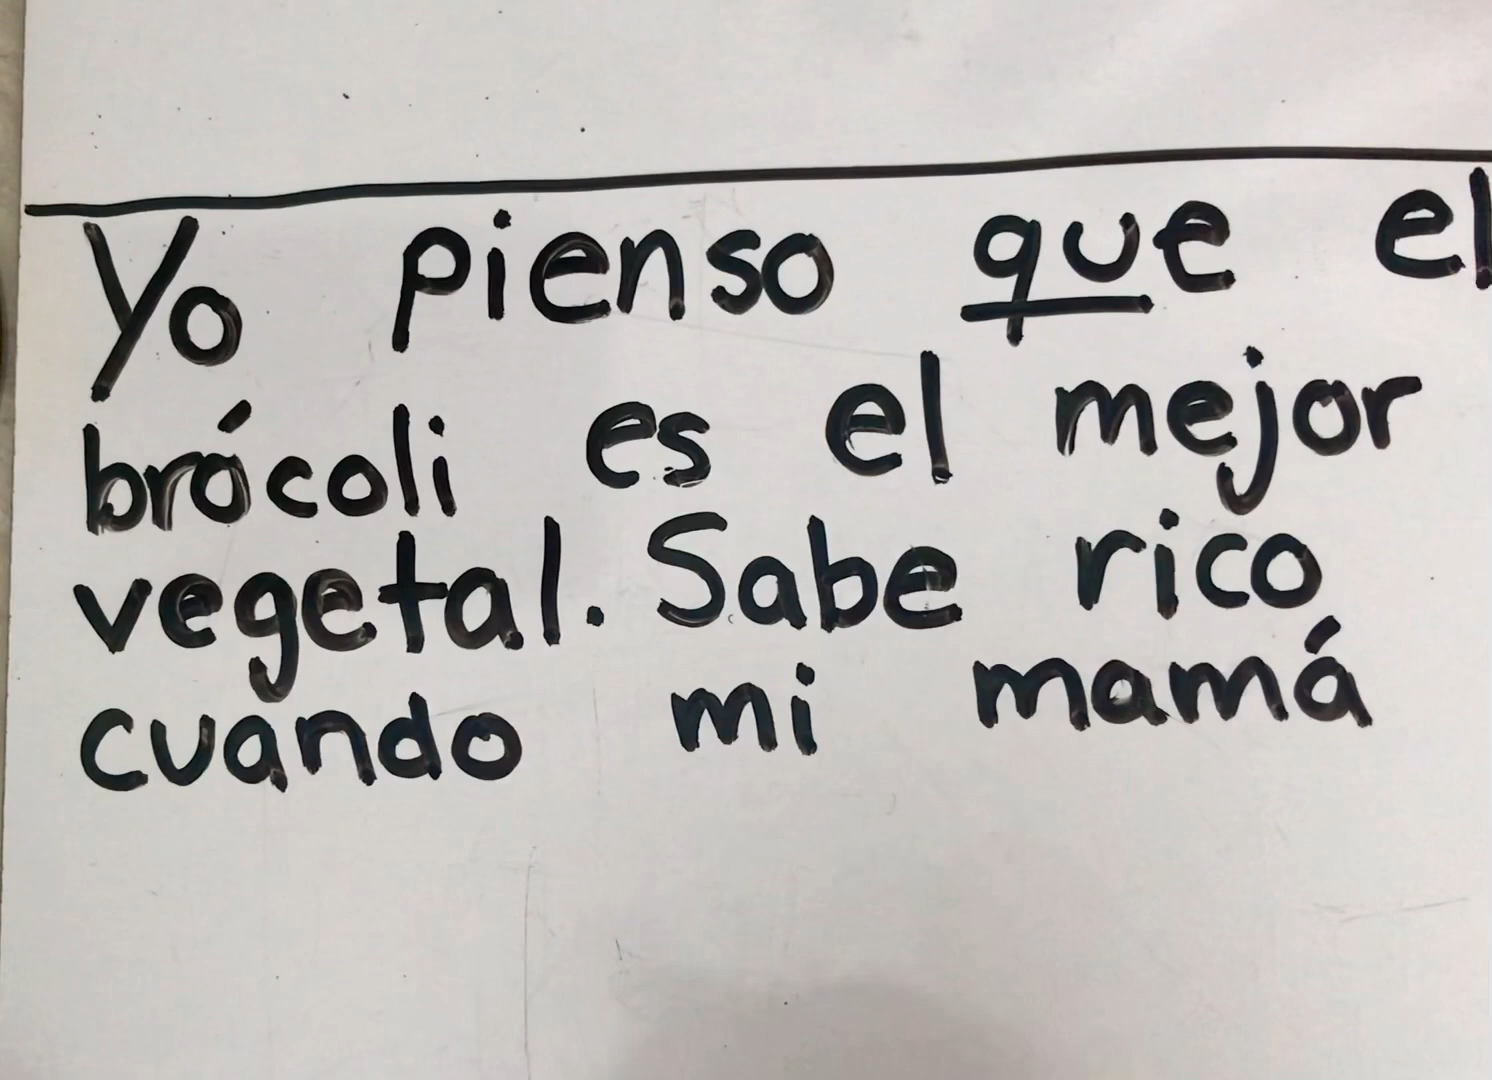 Yo pienso que el
brócoli es el mejor
vegetal. Sabe rico
cuando mi mamá